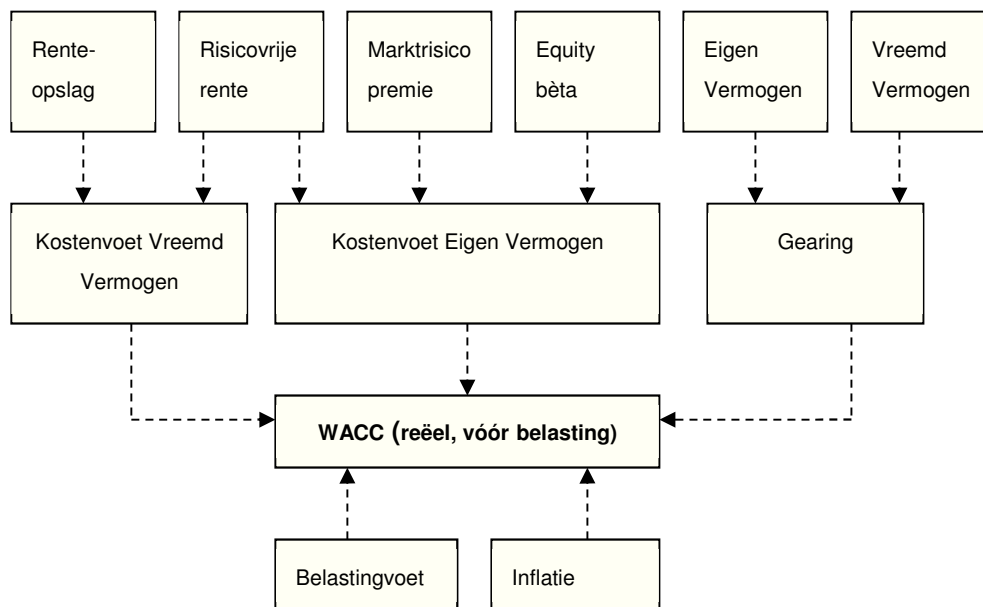 Rente-
opslag
Risicovrije
rente
Marktrisico
premie
Equity
bèta
Eigen
Vermogen
Vreemd
Vermogen
Kostenvoet Vreemd
Vermogen
Kostenvoet Eigen Vermogen
Gearing
WACC (reëel, vóór belasting)
Belastingvoet
Inflatie